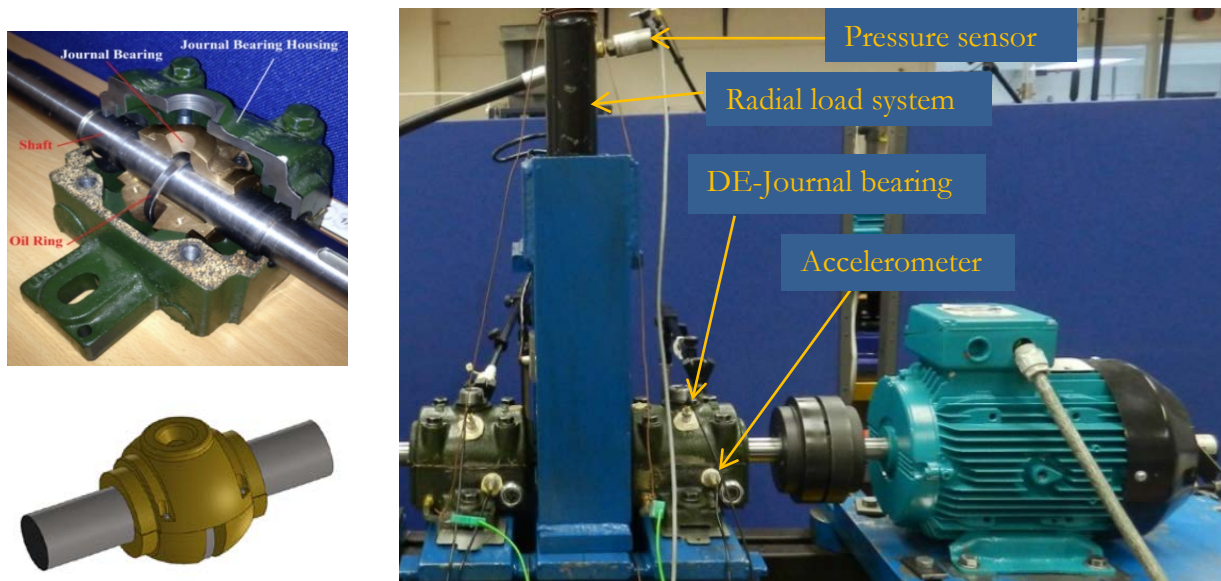 Journal Bearing
Journal Bearing Housing
Shaft
Oil Ring
Pressure sensor
Radial load system
DE-Journal bearing
Accelerometer